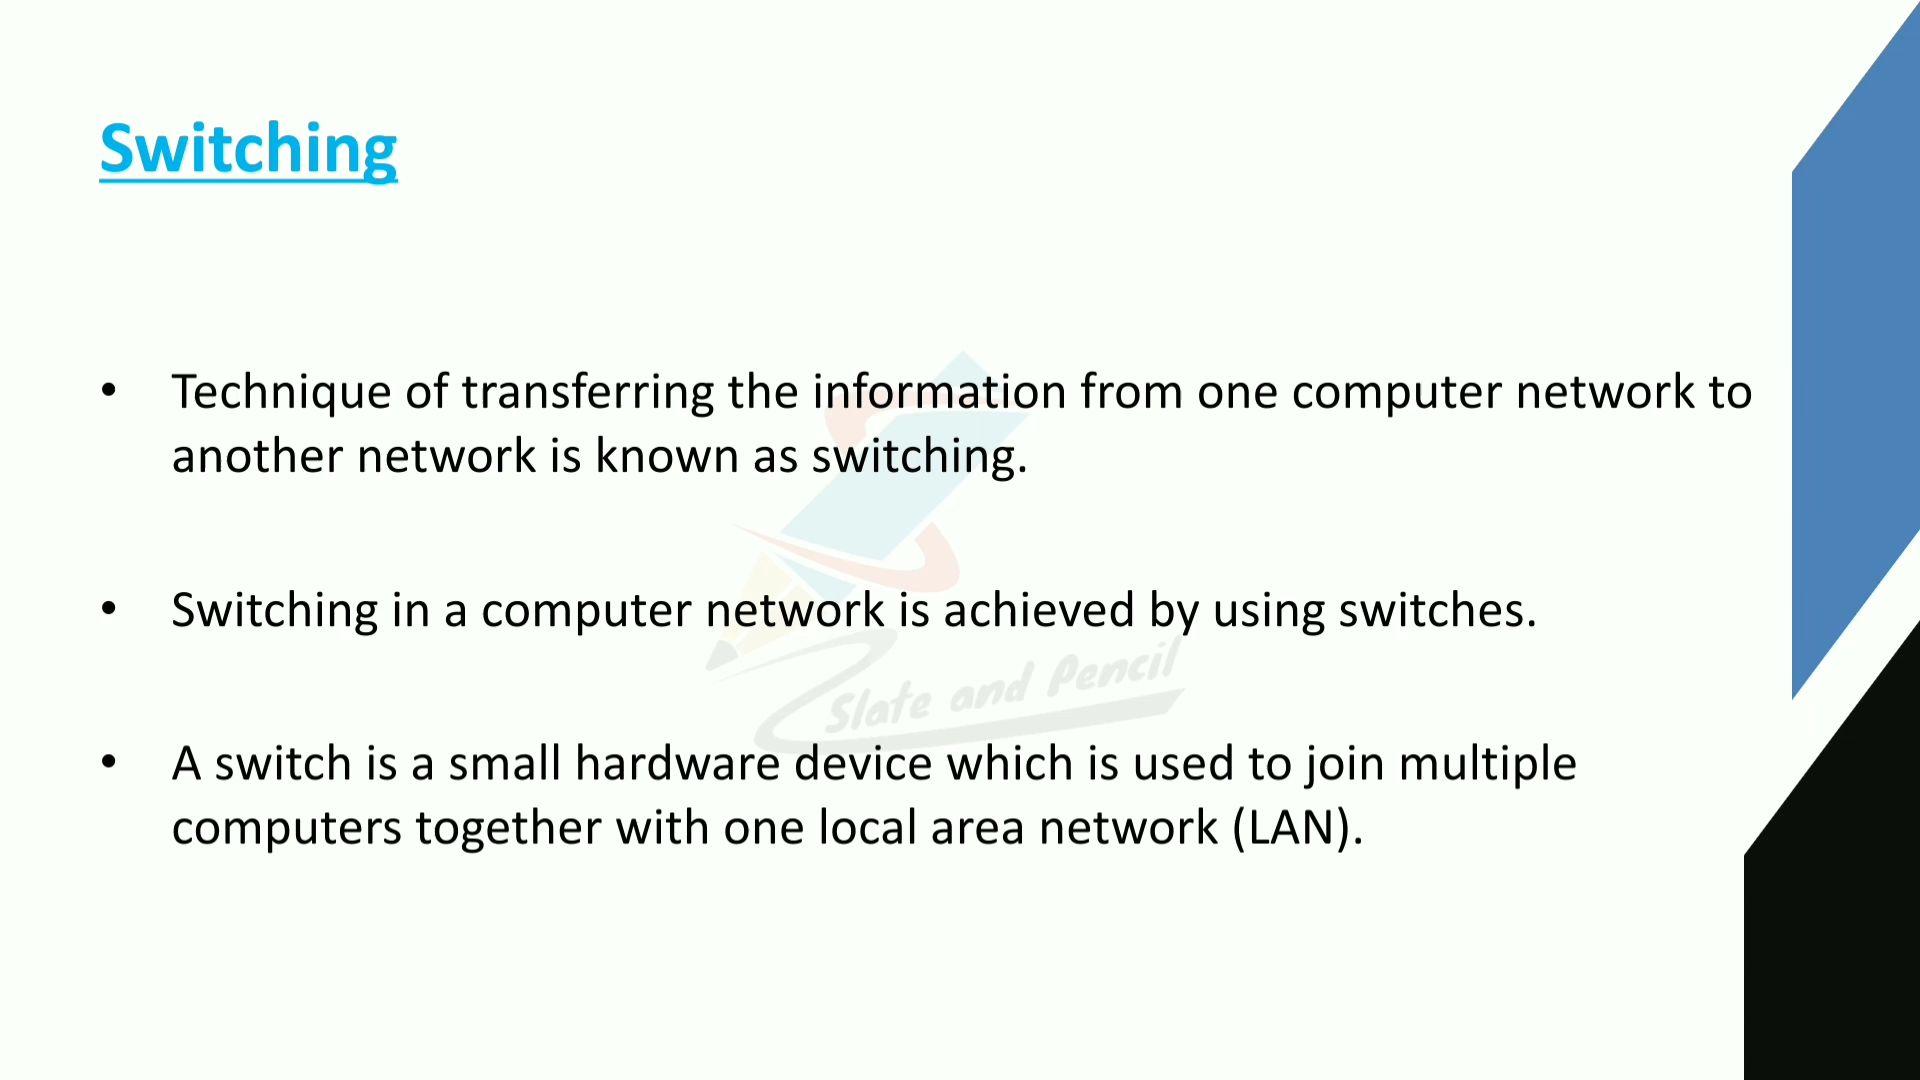 Switching
• Technique of transferring the information from one computer network to
another network is known as switching.
• Switching in a computer network is achieved by using switches.
Slate and Pencil
• A switch is a small hardware device which is used to join multiple
computers together with one local area network (LAN).